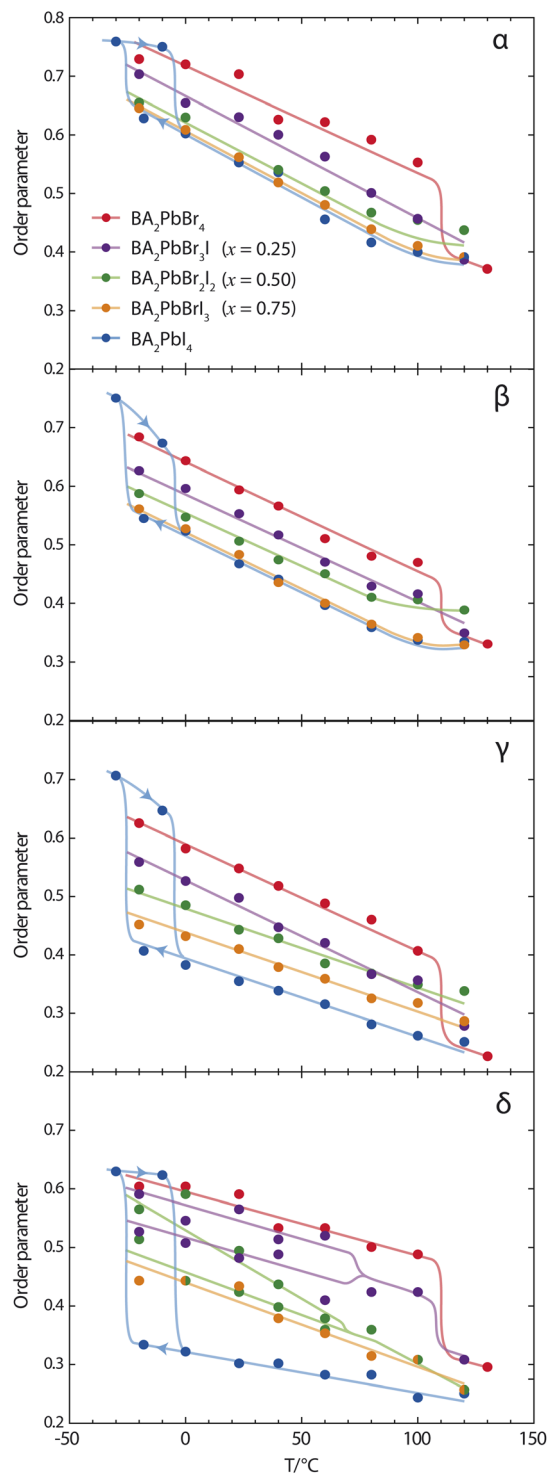 0.8
α
0.7
0.6
Order parameter
0.5
BA₂PbBr₄
BA₂PbBr₃I (x = 0.25)
0.4
BA₂PbBr₂I₂ (x = 0.50)
BA₂PbBrI₃ (x = 0.75)
0.3
BA₂PbI₄
0.2
β
0.7
0.6
Order parameter
0.5
0.4
0.3
0.2
γ
0.7
0.6
Order parameter
0.5
0.4
0.3
0.2
δ
0.7
0.6
Order parameter
0.5
0.4
0.3
0.2
-50 0 50 100 150
T/°C